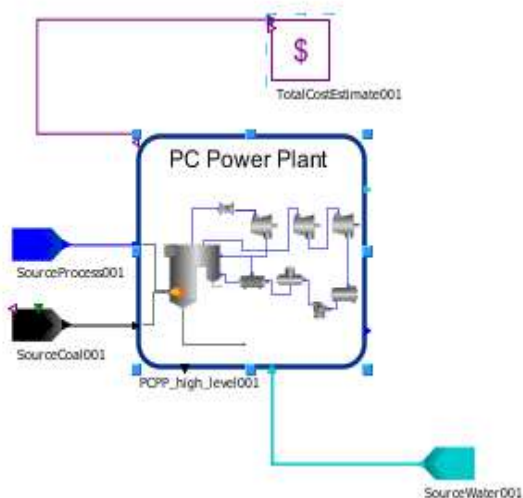 $
TotalCostEstimate001
PC Power Plant
SourceProcess001
SourceCoal001
PCPP_high_level001
SourceWater001